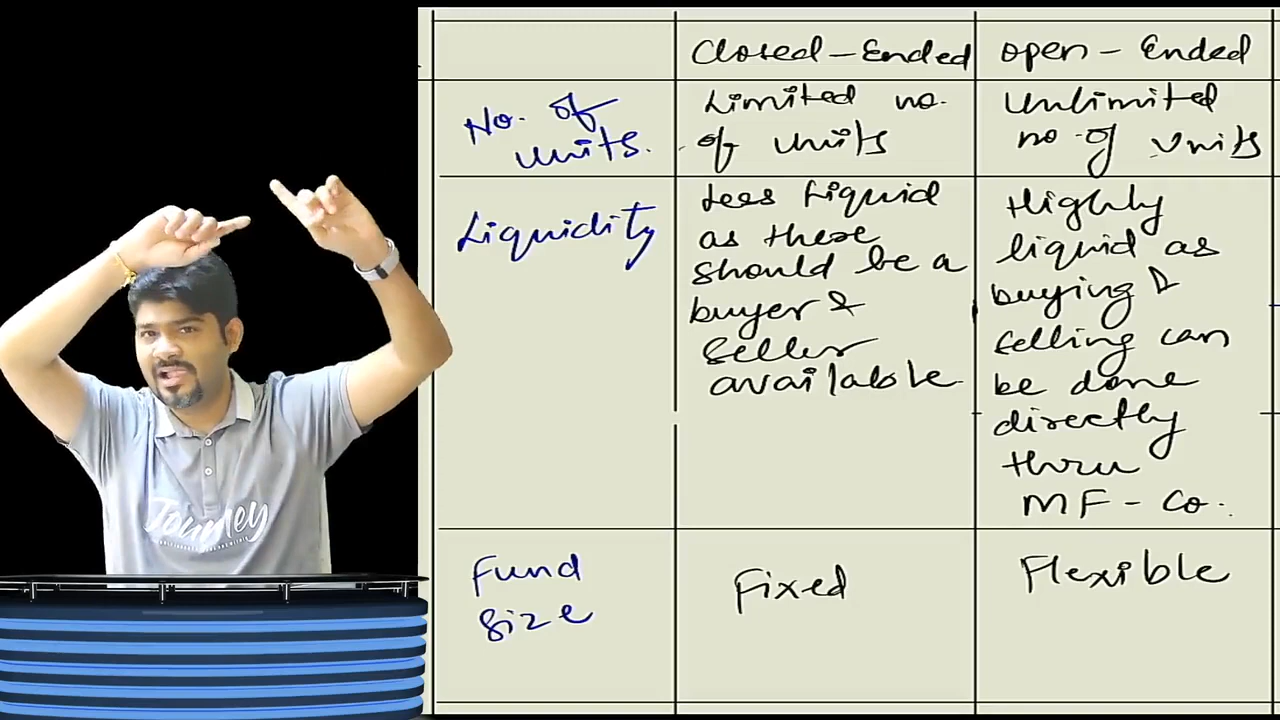 Closed-Ended
Open-Ended
No. of
units.
Limited no.
of units
Unlimited
no. of units
Liquidity
Less liquid
as there
should be a
buyer &
seller
available
Highly
liquid as
buying &
selling can
be done
directly
thru
MF-Co.
Fund
size
Fixed
Flexible
Journey